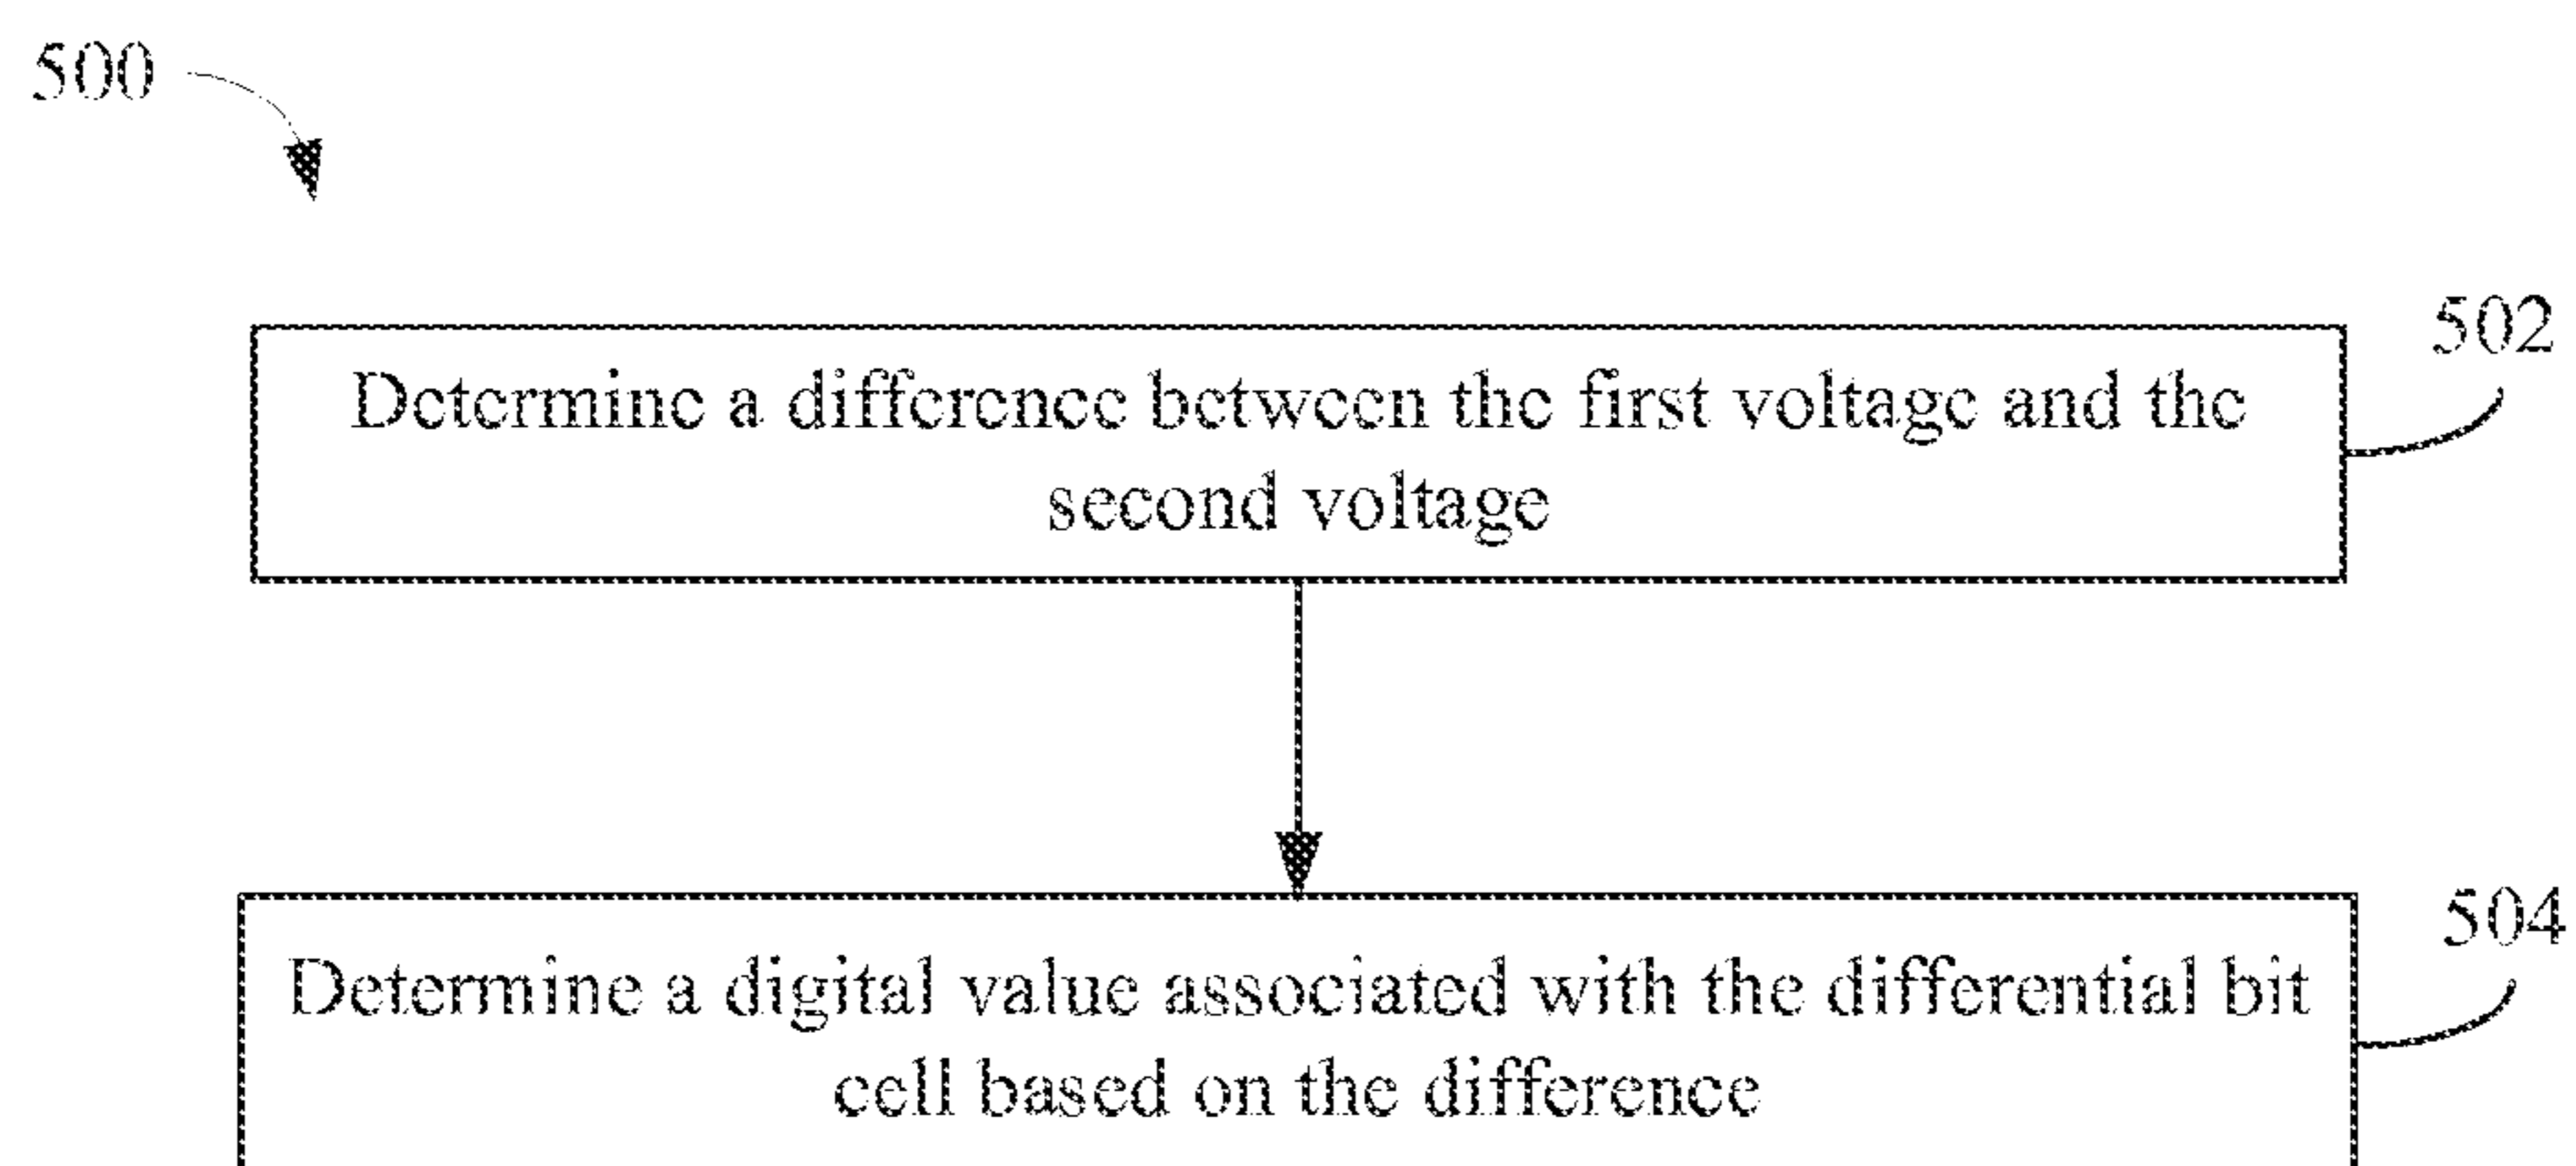 500
502
Determine a difference between the first voltage and the
second voltage
504
Determine a digital value associated with the differential bit
cell based on the difference